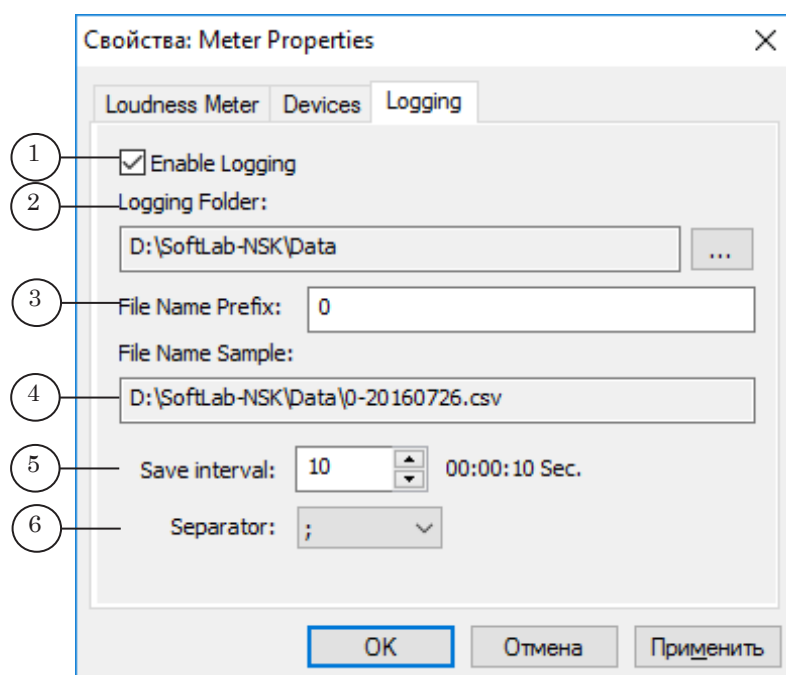 Свойства: Meter Properties
Loudness Meter Devices Logging
1 Enable Logging
2 Logging Folder:
D:\SoftLab-NSK\Data ...
3 File Name Prefix: 0
File Name Sample:
4 D:\SoftLab-NSK\Data\0-20160726.csv
5 Save interval: 10 00:00:10 Sec.
6 Separator: ;
OK Отмена Применить